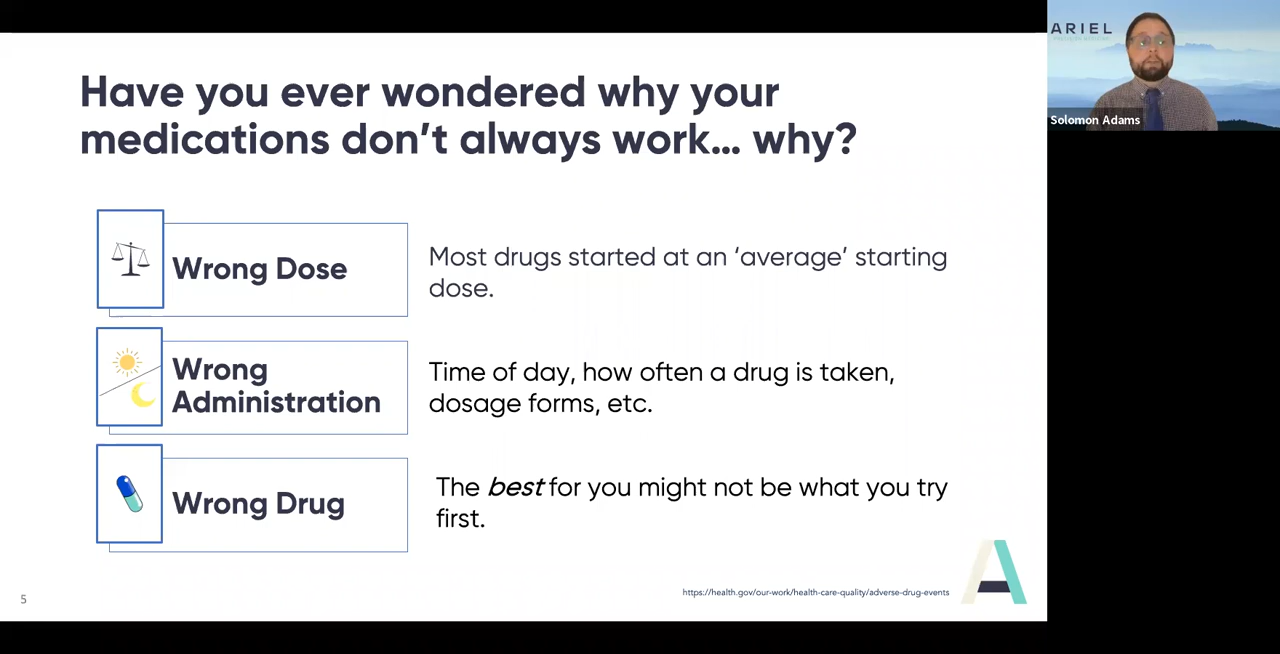 Have you ever wondered why your
medications don’t always work... why?
Wrong Dose
Most drugs started at an ‘average’ starting
dose.
Wrong
Administration
Time of day, how often a drug is taken,
dosage forms, etc.
Wrong Drug
The best for you might not be what you try
first.
5
https://health.gov/our-work/health-care-quality/adverse-drug-events
ARIEL
Solomon Adams